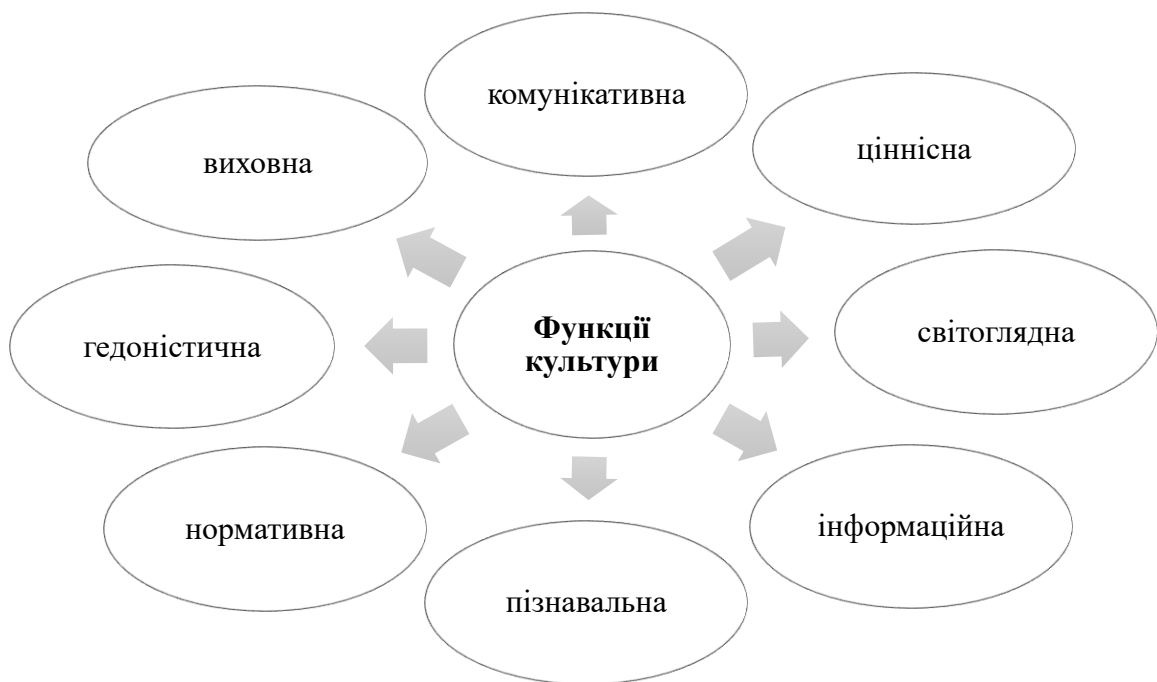 комунікативна
ціннісна
виховна
світоглядна
Функції
культури
гедоністична
інформаційна
нормативна
пізнавальна